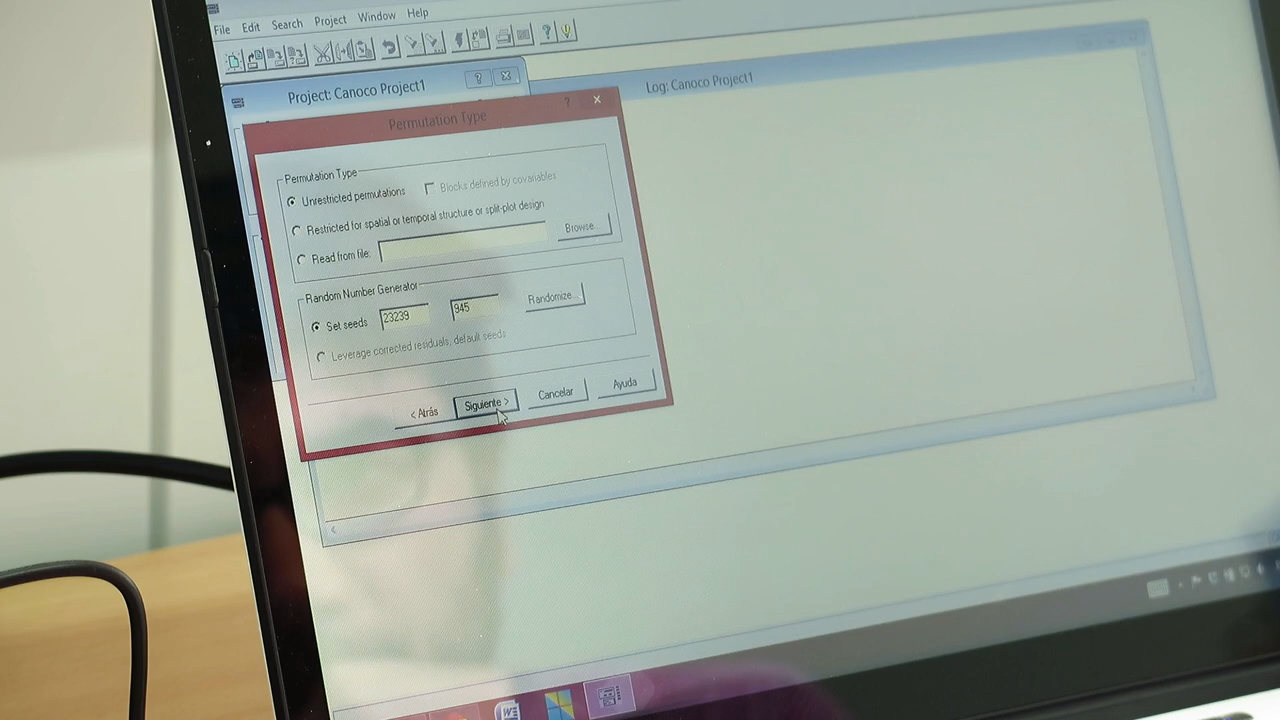 File Edit Search Project Window Help
Project: Canoco Project1
Log: Canoco Project1
Permutation Type
Permutation Type
Unrestricted permutations
Blocks defined by covariables
Restricted for spatial or temporal structure or split-plot design
Read from file:
Browse...
Random Number Generator
Set seeds 23239 945 Randomize...
Leverage corrected residuals, default seeds
< Atrás Siguiente > Cancelar Ayuda